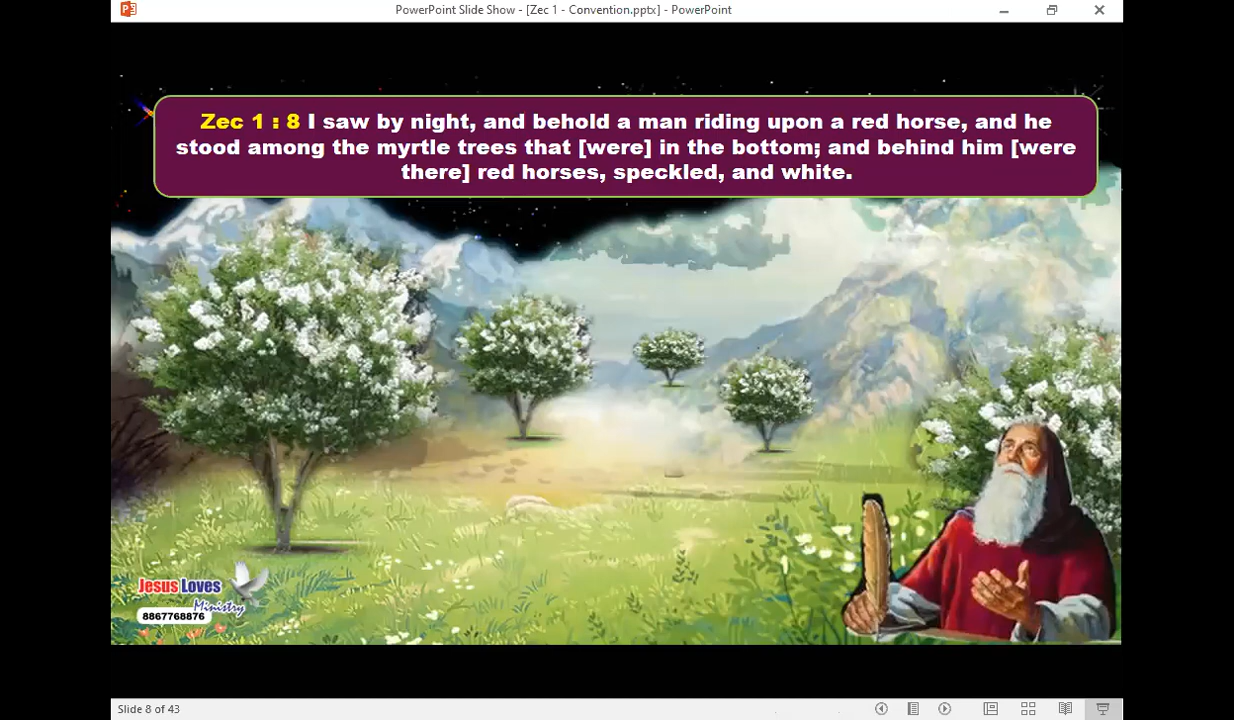 PowerPoint Slide Show - [Zec 1 - Convention.pptx] - PowerPoint
Zec 1 : 8 I saw by night, and behold a man riding upon a red horse, and he
stood among the myrtle trees that [were] in the bottom; and behind him [were
there] red horses, speckled, and white.
Jesus Loves
Ministry
8867768876
Slide 8 of 43